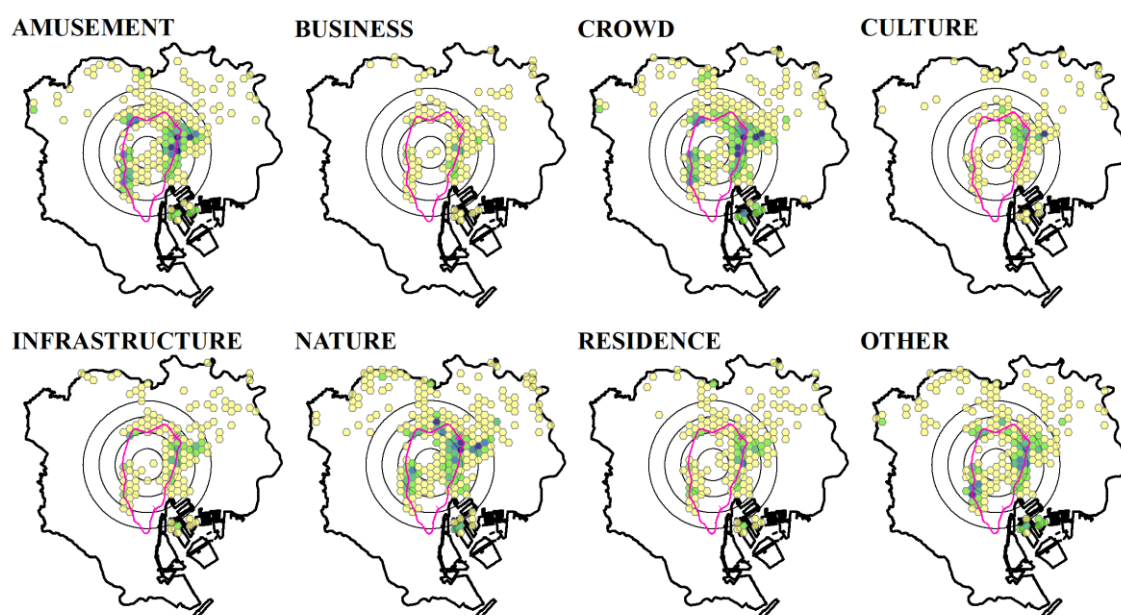 AMUSEMENT
BUSINESS
CROWD
CULTURE
INFRASTRUCTURE
NATURE
RESIDENCE
OTHER